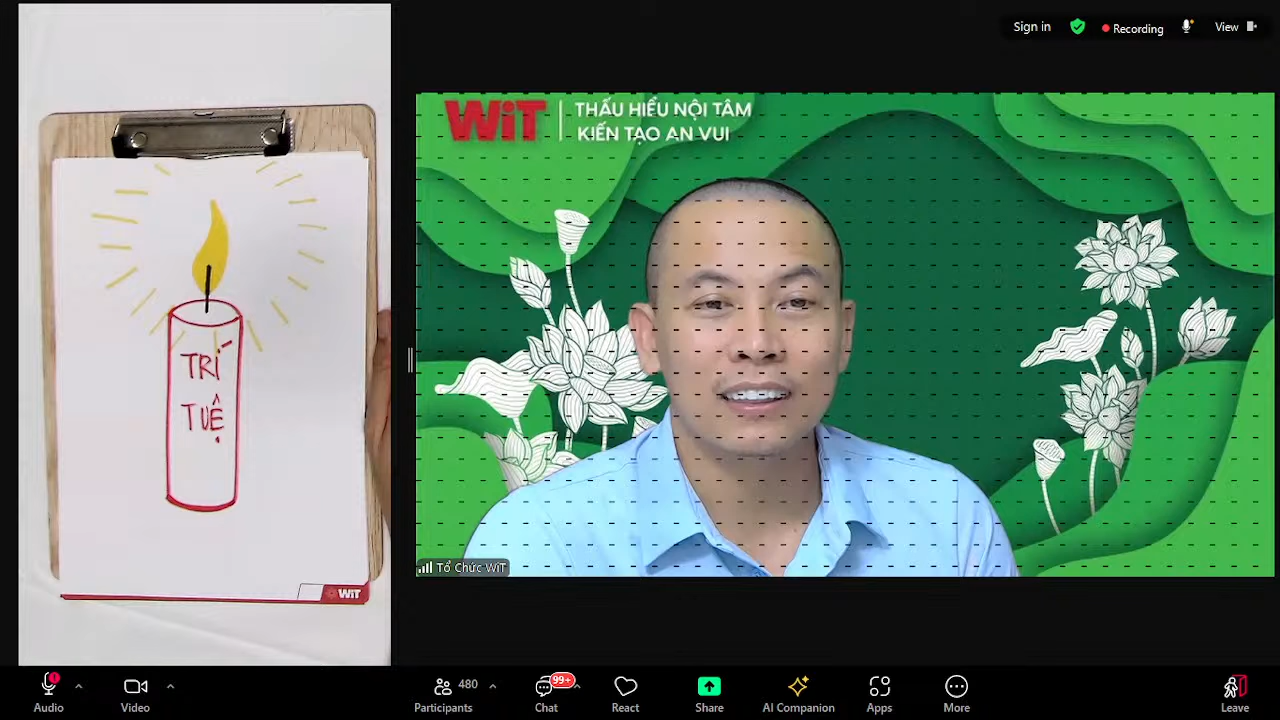 Sign in
Recording
View
WiT
THẤU HIỂU NỘI TÂM
KIẾN TẠO AN VUI
TRÍ
TUỆ
WiT
Tổ Chức WiT
Audio
Video
480
Participants
99+
Chat
React
Share
AI Companion
Apps
More
Leave